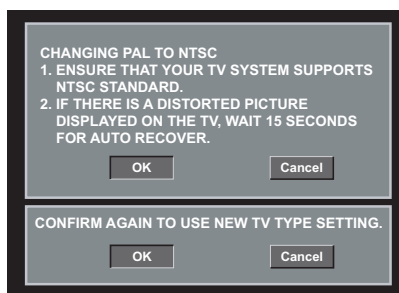 CHANGING PAL TO NTSC
1. ENSURE THAT YOUR TV SYSTEM SUPPORTS
NTSC STANDARD.
2. IF THERE IS A DISTORTED PICTURE
DISPLAYED ON THE TV, WAIT 15 SECONDS
FOR AUTO RECOVER.
OK Cancel
CONFIRM AGAIN TO USE NEW TV TYPE SETTING.
OK Cancel